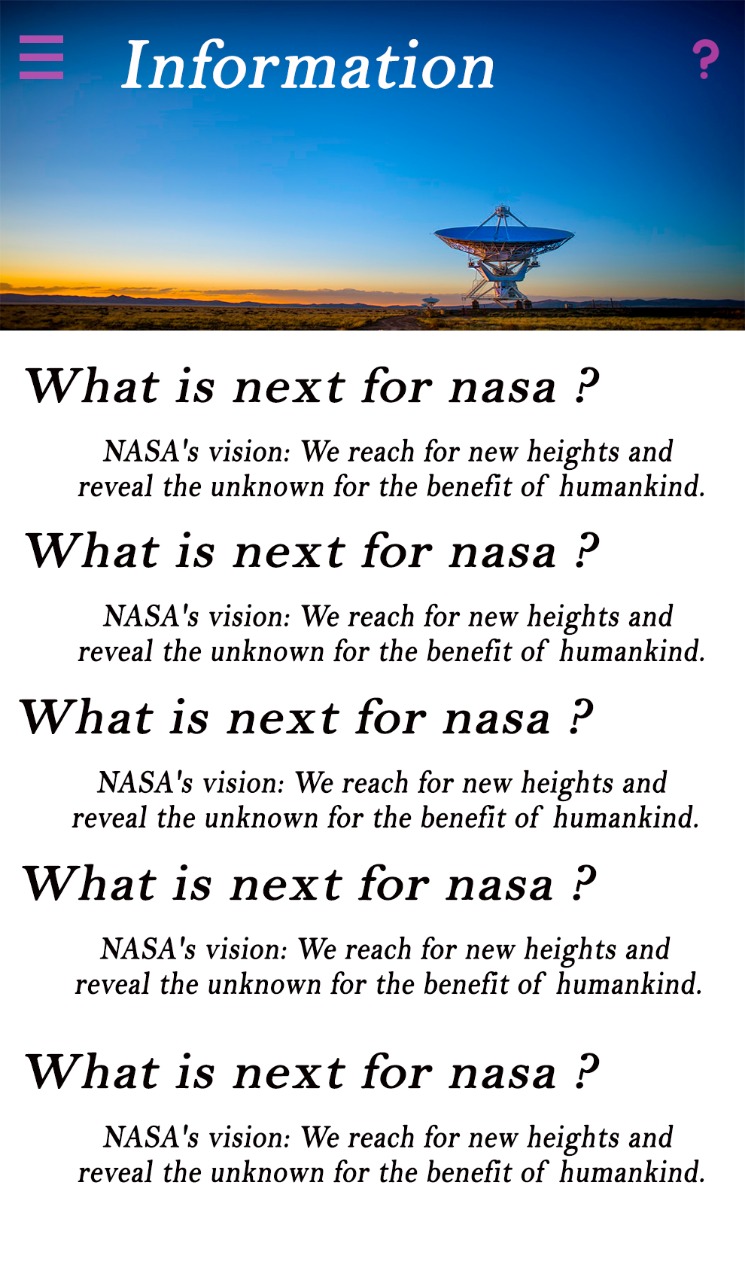 Information
?
What is next for nasa ?
NASA's vision: We reach for new heights and
reveal the unknown for the benefit of humankind.
What is next for nasa ?
NASA's vision: We reach for new heights and
reveal the unknown for the benefit of humankind.
What is next for nasa ?
NASA's vision: We reach for new heights and
reveal the unknown for the benefit of humankind.
What is next for nasa ?
NASA's vision: We reach for new heights and
reveal the unknown for the benefit of humankind.
What is next for nasa ?
NASA's vision: We reach for new heights and
reveal the unknown for the benefit of humankind.